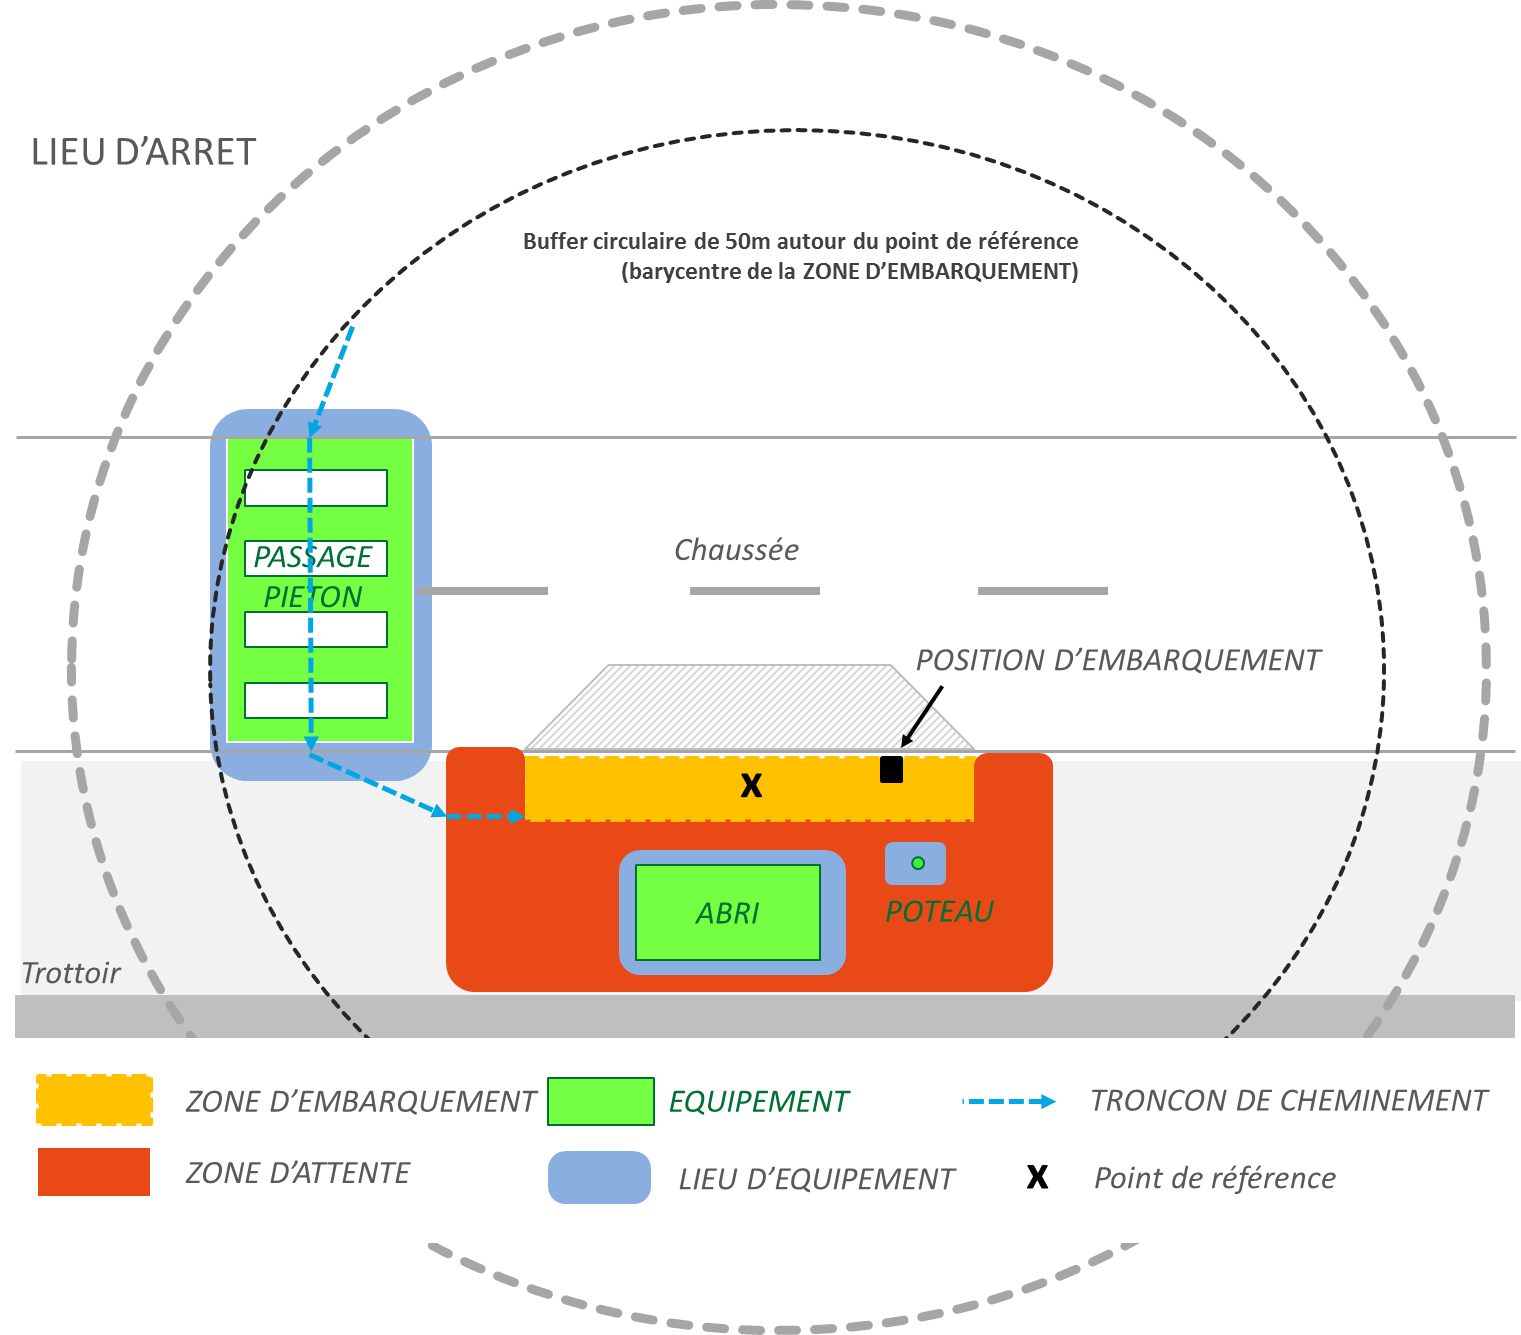 LIEU D’ARRET
Buffer circulaire de 50m autour du point de référence
(barycentre de la ZONE D’EMBARQUEMENT)
PASSAGE
PIETON
Chaussée
POSITION D’EMBARQUEMENT
X
ABRI
POTEAU
Trottoir
ZONE D’EMBARQUEMENT
EQUIPEMENT
TRONCON DE CHEMINEMENT
ZONE D’ATTENTE
LIEU D’EQUIPEMENT
X
Point de référence